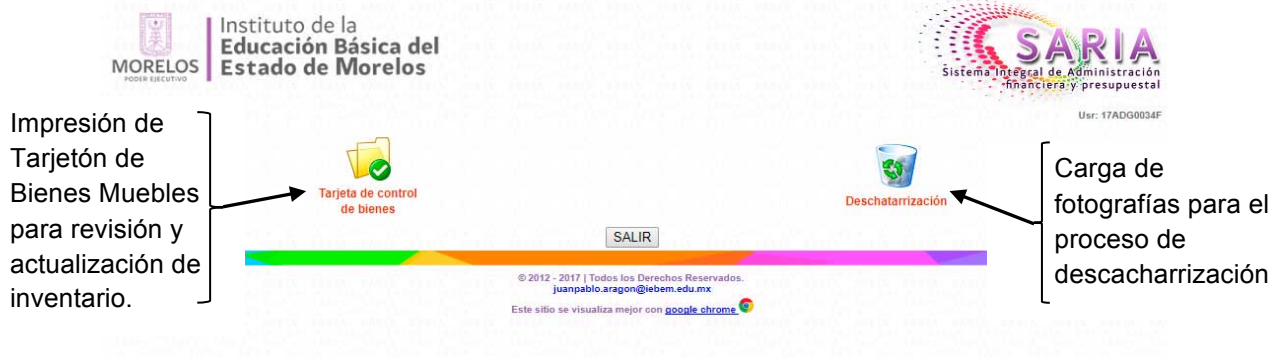 Instituto de la
Educación Básica del
Estado de Morelos
MORELOS
PODER EJECUTIVO
SARIA
Sistema Integral de Administración
financiera y presupuestal
Usr: 17ADG0034F
Impresión de
Tarjetón de
Bienes Muebles
para revisión y
actualización de
inventario.
Tarjeta de control
de bienes
Deschatarrización
Carga de
fotografías para el
proceso de
descacharrización
SALIR
© 2012 - 2017 | Todos los Derechos Reservados.
juanpablo.aragon@iebem.edu.mx
Este sitio se visualiza mejor con google chrome